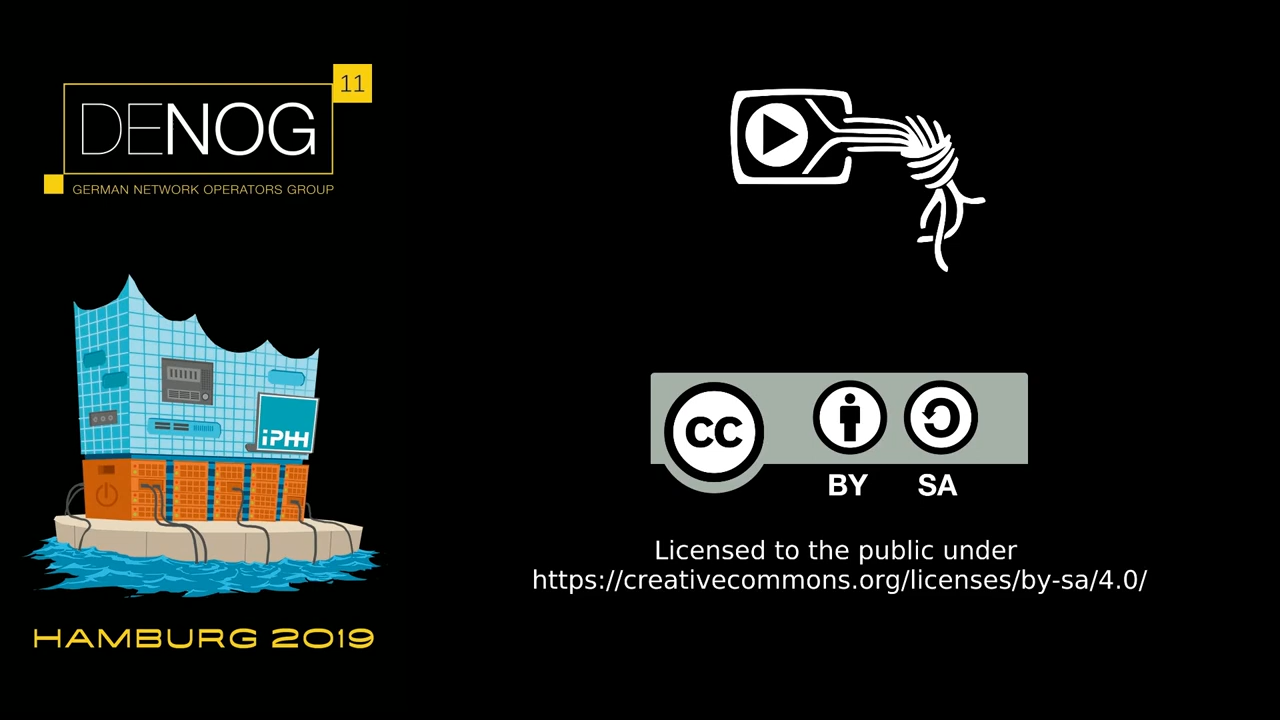 11
DENOG
GERMAN NETWORK OPERATORS GROUP
iPHH
HAMBURG 2019
CC
BY SA
Licensed to the public under
https://creativecommons.org/licenses/by-sa/4.0/